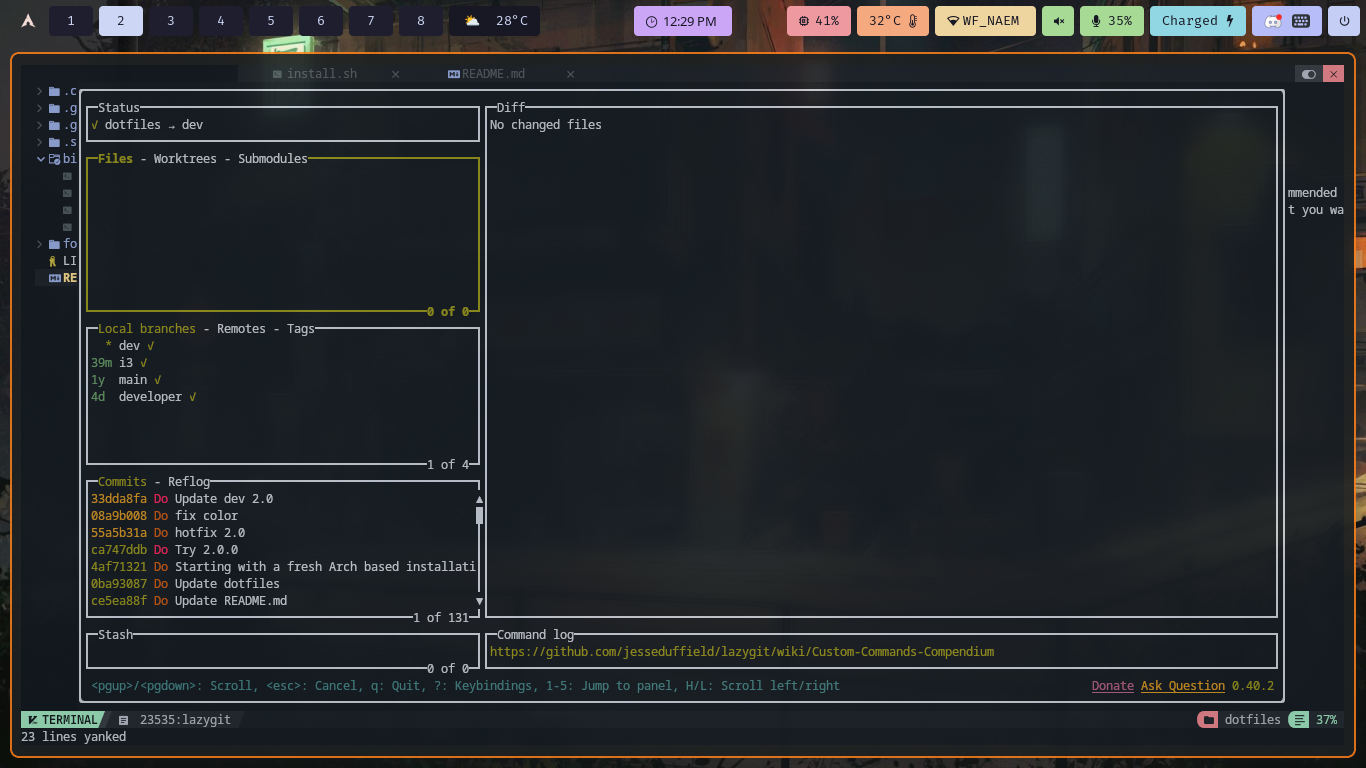 1 2 3 4 5 6 7 8 28°C 12:29 PM 41% 32°C WF_NAEM 35% Charged
install.sh × README.md ×
.c
.g
.g
.s
bi
fo
LI
RE
Status
✓ dotfiles → dev
Files - Worktrees - Submodules
0 of 0
Local branches - Remotes - Tags
* dev ✓
39m i3 ✓
1y main ✓
4d developer ✓
1 of 4
Commits - Reflog
33dda8fa Do Update dev 2.0
08a9b008 Do fix color
55a5b31a Do hotfix 2.0
ca747ddb Do Try 2.0.0
4af71321 Do Starting with a fresh Arch based installati
0ba93087 Do Update dotfiles
ce5ea88f Do Update README.md
1 of 131
Stash
0 of 0
Diff
No changed files
mmended
t you wa
Command log
https://github.com/jesseduffield/lazygit/wiki/Custom-Commands-Compendium
<pgup>/<pgdown>: Scroll, <esc>: Cancel, q: Quit, ?: Keybindings, 1-5: Jump to panel, H/L: Scroll left/right Donate Ask Question 0.40.2
TERMINAL 23535:lazygit dotfiles 37%
23 lines yanked